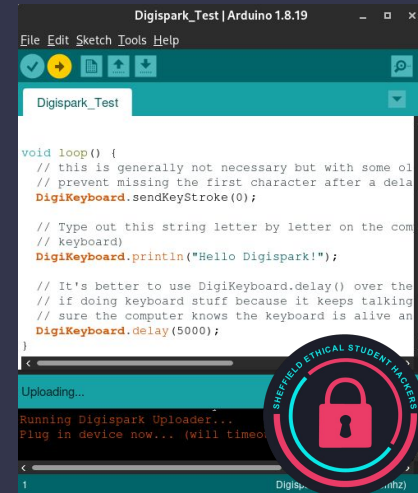 Digispark_Test | Arduino 1.8.19
File Edit Sketch Tools Help
Digispark_Test
void loop() {
// this is generally not necessary but with some ol
// prevent missing the first character after a dela
DigiKeyboard.sendKeyStroke(0);
// Type out this string letter by letter on the com
// keyboard)
DigiKeyboard.println("Hello Digispark!");
// It's better to use DigiKeyboard.delay() over the
// if doing keyboard stuff because it keeps talking
// sure the computer knows the keyboard is alive an
DigiKeyboard.delay(5000);
}
Uploading...
Running Digispark Uploader...
Plug in device now... (will timeo
SHEFFIELD ETHICAL STUDENT HACKERS
1